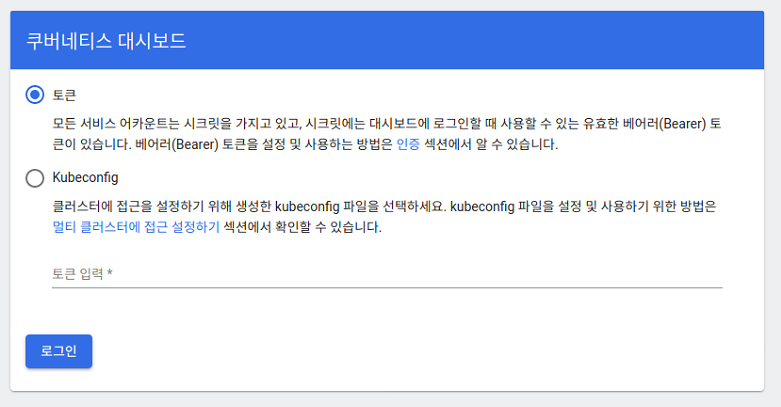 쿠버네티스 대시보드
토큰
모든 서비스 어카운트는 시크릿을 가지고 있고, 시크릿에는 대시보드에 로그인할 때 사용할 수 있는 유효한 베어러(Bearer) 토
큰이 있습니다. 베어러(Bearer) 토큰을 설정 및 사용하는 방법은 인증 섹션에서 알 수 있습니다.
Kubeconfig
클러스터에 접근을 설정하기 위해 생성한 kubeconfig 파일을 선택하세요. kubeconfig 파일을 설정 및 사용하기 위한 방법은
멀티 클러스터에 접근 설정하기 섹션에서 확인할 수 있습니다.
토큰 입력 *
로그인